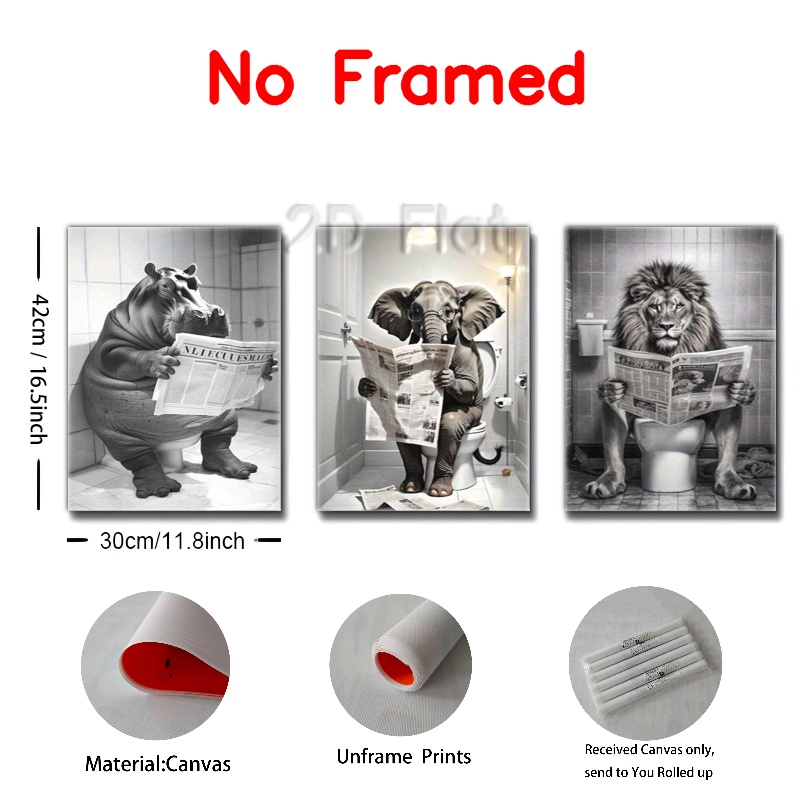 No Framed
2D Flat
42cm / 16.5inch
30cm/11.8inch
Material:Canvas
Unframe Prints
Received Canvas only,
send to You Rolled up